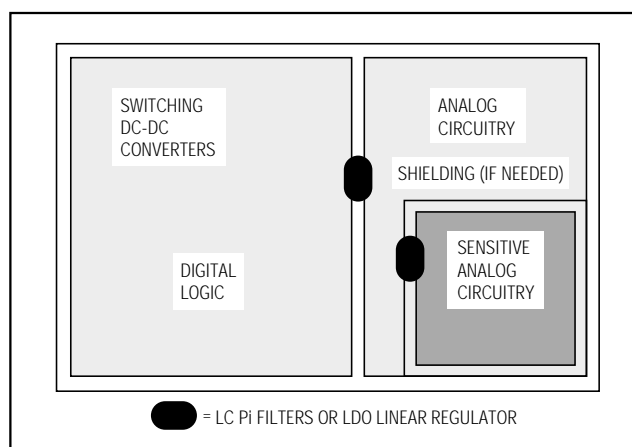 SWITCHING
DC-DC
CONVERTERS
ANALOG
CIRCUITRY
SHIELDING (IF NEEDED)
DIGITAL
LOGIC
SENSITIVE
ANALOG
CIRCUITRY
= LC Pi FILTERS OR LDO LINEAR REGULATOR